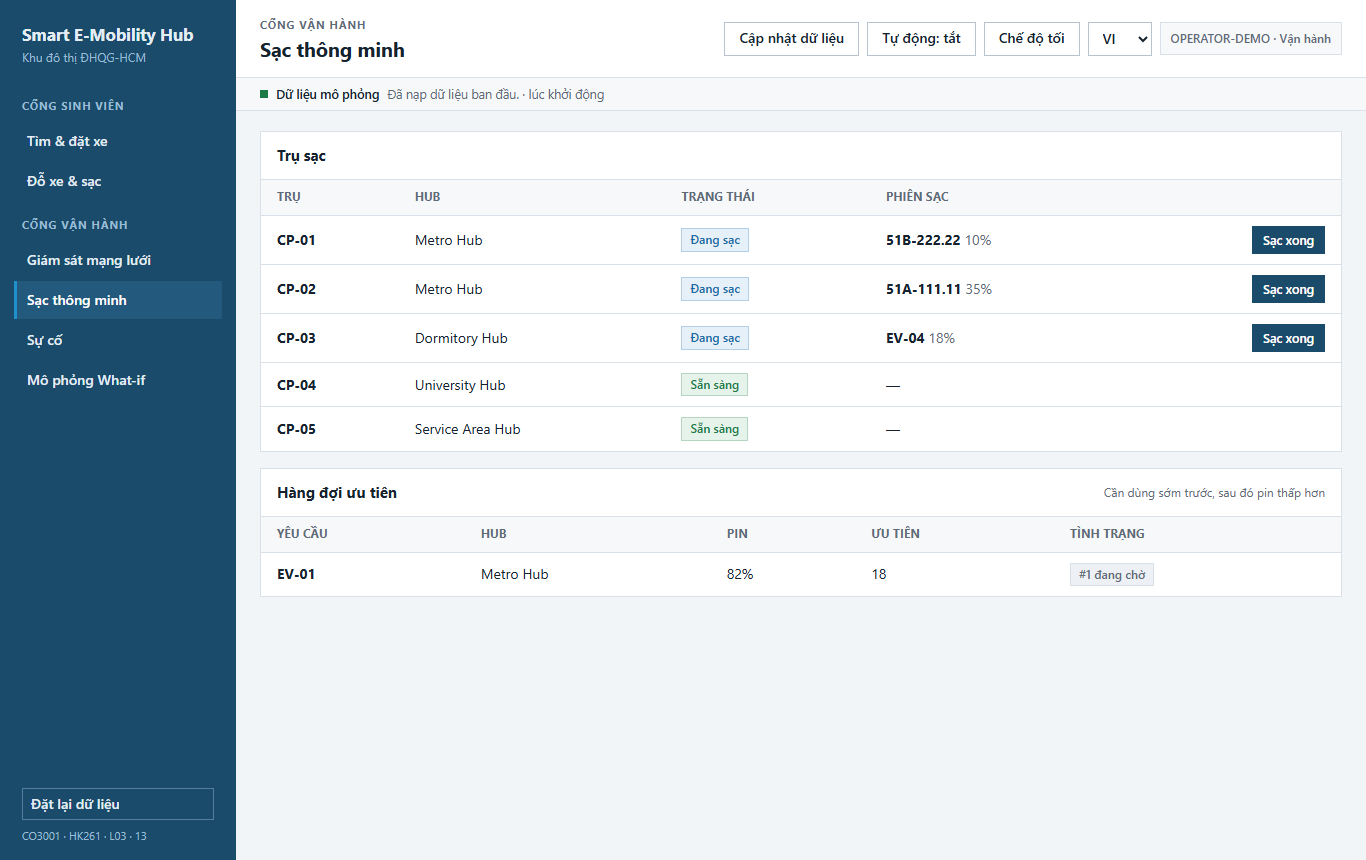 Smart E-Mobility Hub
Khu đô thị ĐHQG-HCM
CỔNG SINH VIÊN
Tìm & đặt xe
Đỗ xe & sạc
CỔNG VẬN HÀNH
Giám sát mạng lưới
Sạc thông minh
Sự cố
Mô phỏng What-if
Đặt lại dữ liệu
CO3001 · HK261 · L03 · 13
CỔNG VẬN HÀNH
Sạc thông minh
Cập nhật dữ liệu Tự động: tắt Chế độ tối VI OPERATOR-DEMO · Vận hành
Dữ liệu mô phỏng Đã nạp dữ liệu ban đầu. · lúc khởi động
Trụ sạc
TRỤ HUB TRẠNG THÁI PHIÊN SẠC
CP-01 Metro Hub Đang sạc 51B-222.22 10% Sạc xong
CP-02 Metro Hub Đang sạc 51A-111.11 35% Sạc xong
CP-03 Dormitory Hub Đang sạc EV-04 18% Sạc xong
CP-04 University Hub Sẵn sàng —
CP-05 Service Area Hub Sẵn sàng —
Hàng đợi ưu tiên Cần dùng sớm trước, sau đó pin thấp hơn
YÊU CẦU HUB PIN ƯU TIÊN TÌNH TRẠNG
EV-01 Metro Hub 82% 18 #1 đang chờ